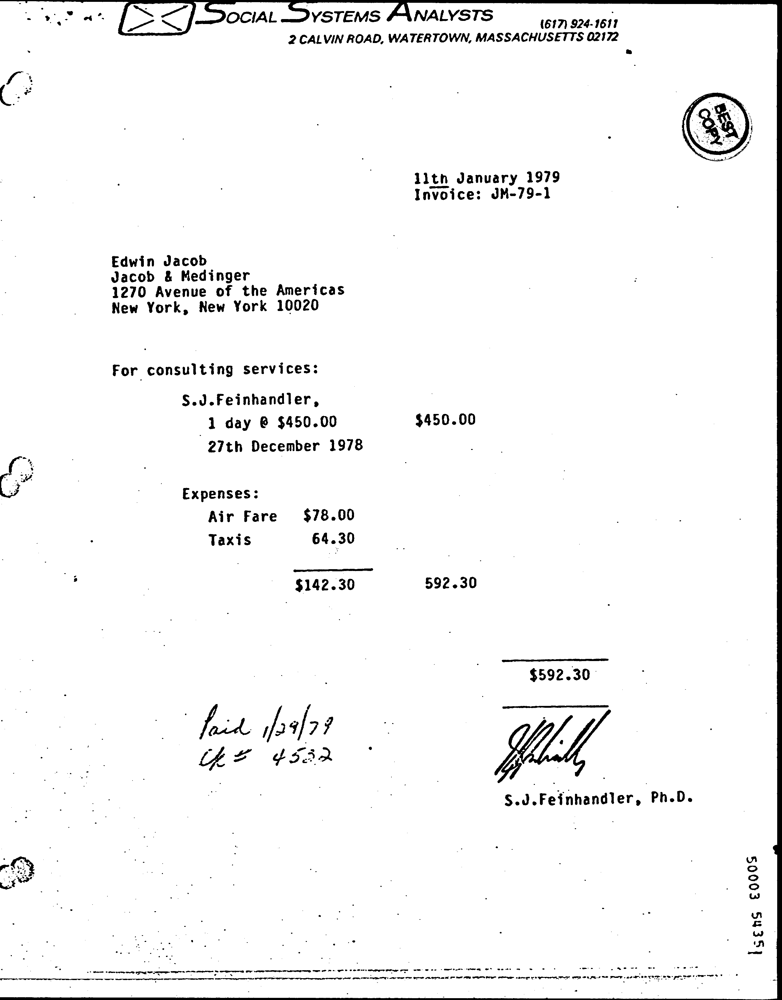 SOCIAL SYSTEMS ANALYSTS
(617) 924-1611
2 CALVIN ROAD, WATERTOWN, MASSACHUSETTS 02172
BEST
COPY
11th January 1979
Invoice: JM-79-1
Edwin Jacob
Jacob & Medinger
1270 Avenue of the Americas
New York, New York 10020
For consulting services:
S.J.Feinhandler,
1 day @ $450.00 $450.00
27th December 1978
Expenses:
Air Fare $78.00
Taxis 64.30
$142.30 592.30
$592.30
Paid 1/29/79
Ck # 4532
S.J.Feinhandler, Ph.D.
50003 54351